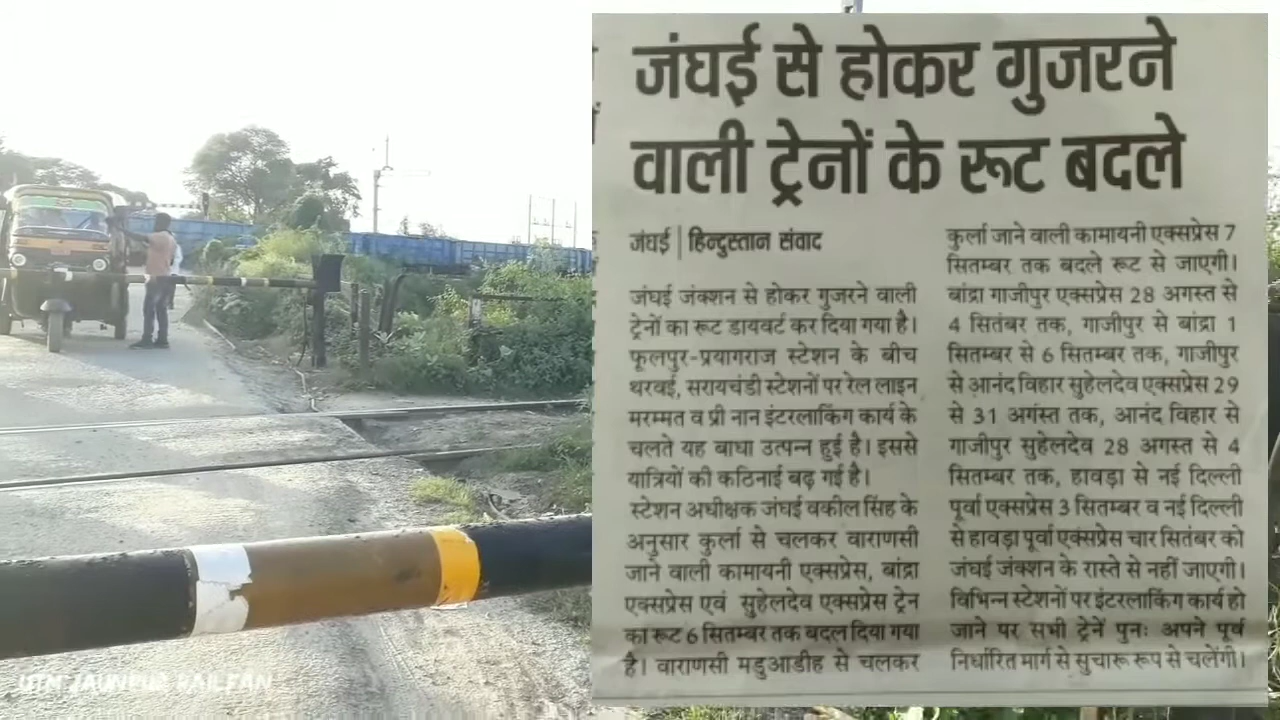 जंघई से होकर गुजरने
वाली ट्रेनों के रूट बदले
जंघई | हिन्दुस्तान संवाद
जंघई जंक्शन से होकर गुजरने वाली
ट्रेनों का रूट डायवर्ट कर दिया गया है।
फूलपुर-प्रयागराज स्टेशन के बीच
थरवई, सरायचंडी स्टेशनों पर रेल लाइन
मरम्मत व प्री नान इंटरलाकिंग कार्य के
चलते यह बाधा उत्पन्न हुई है। इससे
यात्रियों की कठिनाई बढ़ गई है।
स्टेशन अधीक्षक जंघई वकील सिंह के
अनुसार कुर्ला से चलकर वाराणसी
जाने वाली कामायनी एक्सप्रेस, बांद्रा
एक्सप्रेस एवं सुहेलदेव एक्सप्रेस ट्रेन
का रूट 6 सितम्बर तक बदल दिया गया
है। वाराणसी मडुआडीह से चलकर
कुर्ला जाने वाली कामायनी एक्सप्रेस 7
सितम्बर तक बदले रूट से जाएगी।
बांद्रा गाजीपुर एक्सप्रेस 28 अगस्त से
4 सितंबर तक, गाजीपुर से बांद्रा 1
सितम्बर से 6 सितम्बर तक, गाजीपुर
से आनंद विहार सुहेलदेव एक्सप्रेस 29
से 31 अगंस्त तक, आनंद विहार से
गाजीपुर सुहेलदेव 28 अगस्त से 4
सितम्बर तक, हावड़ा से नई दिल्ली
पूर्वा एक्सप्रेस 3 सितम्बर व नई दिल्ली
से हावड़ा पूर्वा एक्सप्रेस चार सितंबर को
जंघई जंक्शन के रास्ते से नहीं जाएगी।
विभिन्न स्टेशनों पर इंटरलाकिंग कार्य हो
जाने पर सभी ट्रेनें पुनः अपने पूर्व
निर्धारित मार्ग से सुचारू रूप से चलेंगी।
UTM JAUNPUR RAILFAN